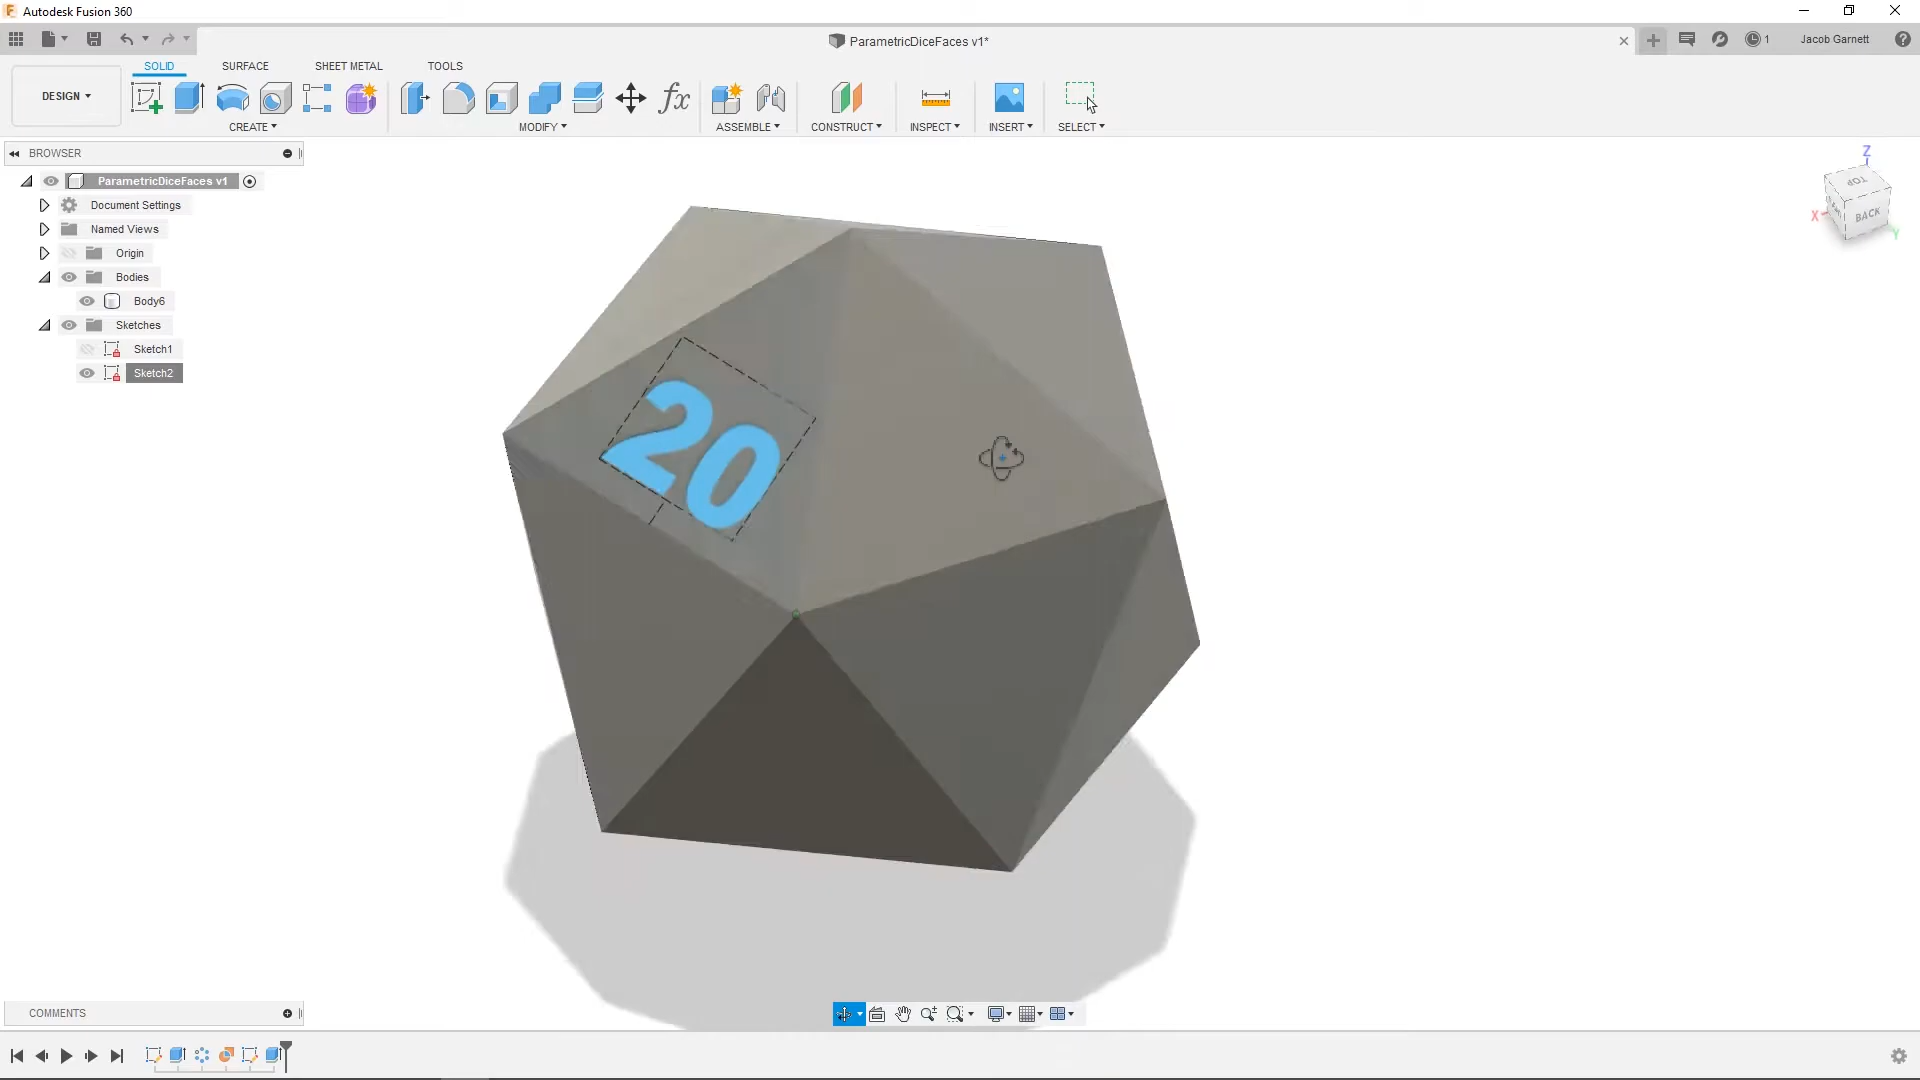 Autodesk Fusion 360
ParametricDiceFaces v1*
1
Jacob Garnett
DESIGN
SOLID
SURFACE
SHEET METAL
TOOLS
CREATE
MODIFY
ASSEMBLE
CONSTRUCT
INSPECT
INSERT
SELECT
BROWSER
ParametricDiceFaces v1
Document Settings
Named Views
Origin
Bodies
Body6
Sketches
Sketch1
Sketch2
Z
TOP
BACK
X
Y
20
COMMENTS